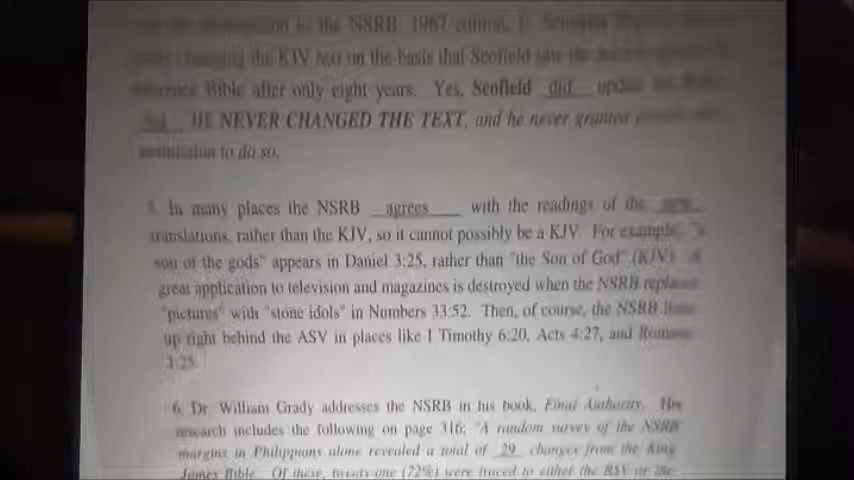 to the NSRB 1967 edition,
changing the KJV text on the basis that Scofield saw the
Bible after only eight years. Yes, Scofield did
HE NEVER CHANGED THE TEXT, and he never granted
permission to do so.
5. In many places the NSRB agrees with the readings of the new
translations, rather than the KJV, so it cannot possibly be a KJV. For example, "a
son of the gods" appears in Daniel 3:25, rather than "the Son of God" (KJV). A
great application to television and magazines is destroyed when the NSRB replaces
"pictures" with "stone idols" in Numbers 33:52. Then, of course, the NSRB lines
up right behind the ASV in places like 1 Timothy 6:20, Acts 4:27, and Romans
1:25.
6. Dr. William Grady addresses the NSRB in his book, Final Authority. His
research includes the following on page 316: "A random survey of the NSRB
margins in Philippians alone revealed a total of 29 changes from the King
James Bible. Of these, twenty-one (72%) were traced to either the RSV or the